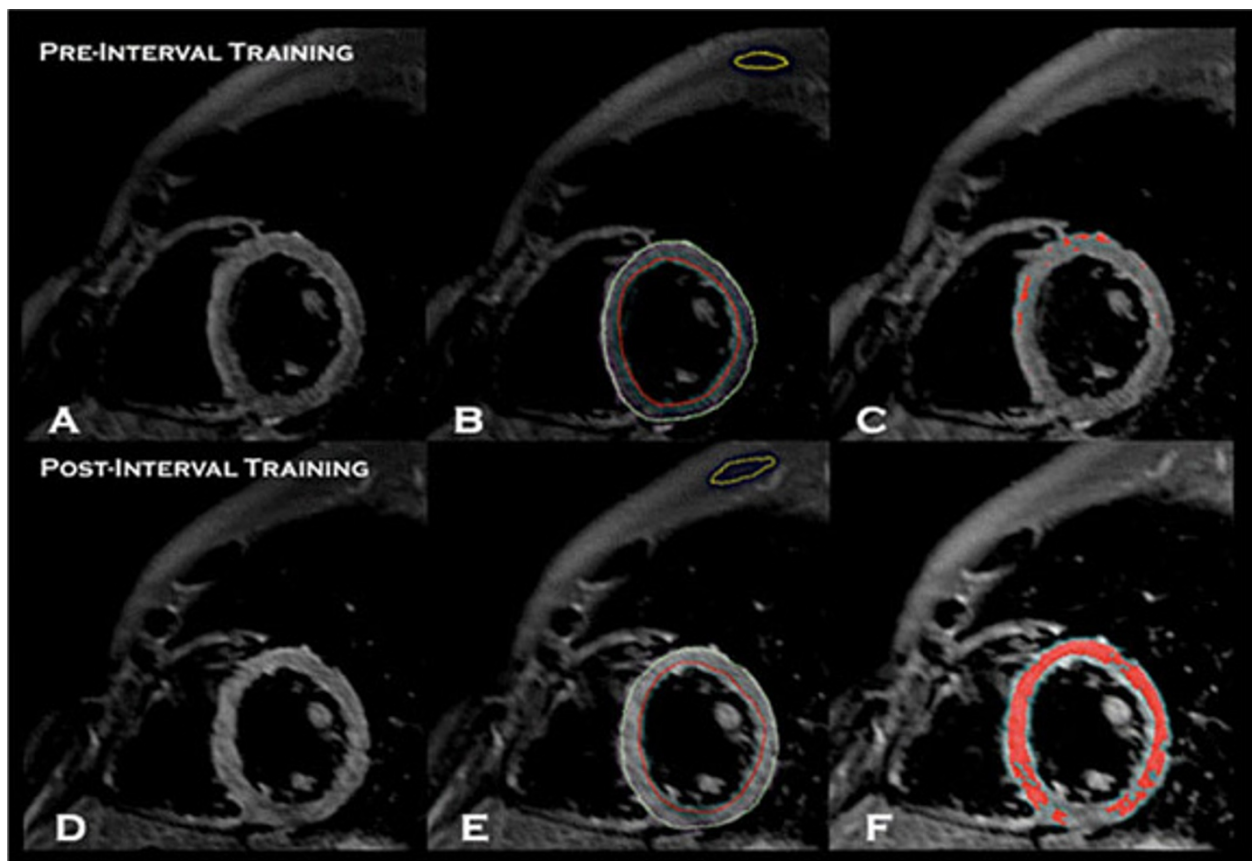 PRE-INTERVAL TRAINING
A
B
C
POST-INTERVAL TRAINING
D
E
F